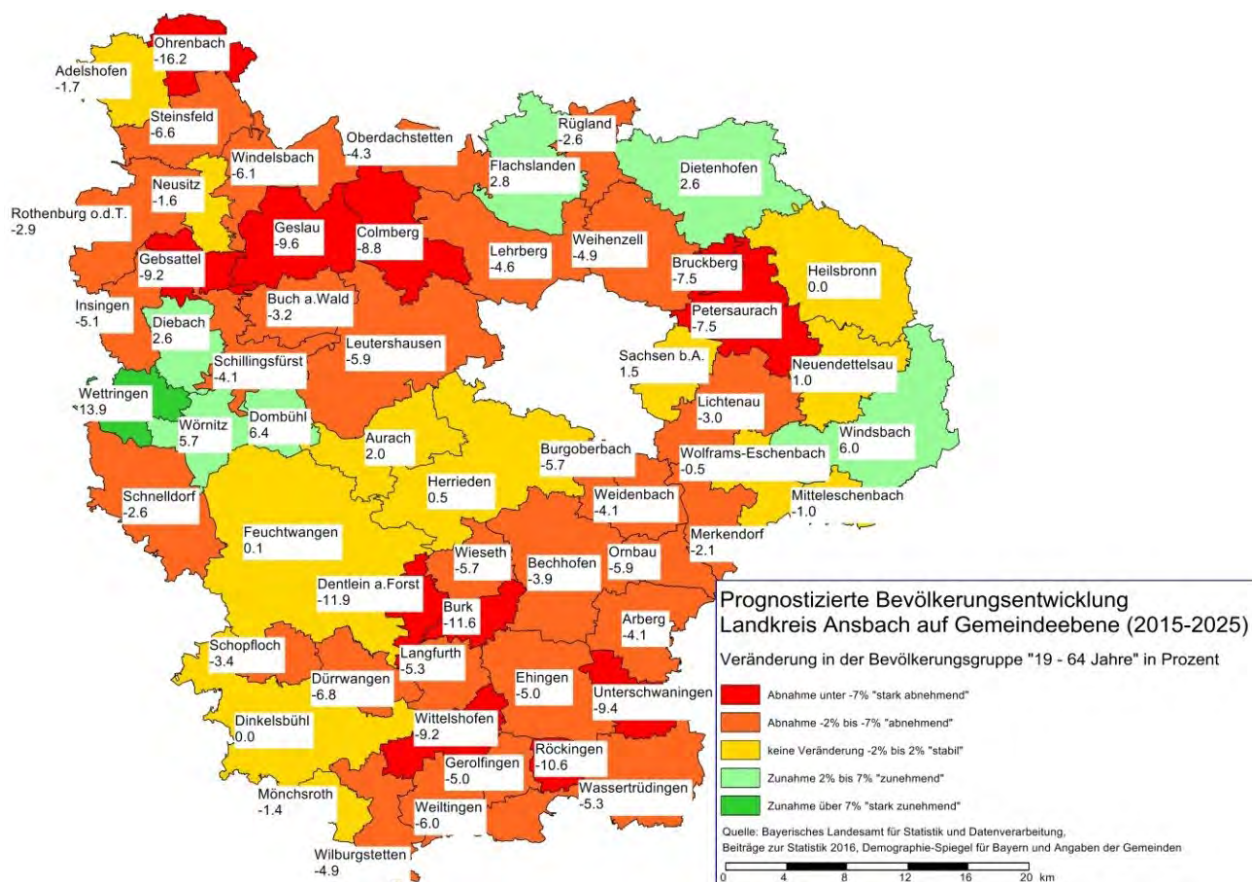 Ohrenbach
-16.2
Adelshofen
-1.7
Steinsfeld
-6.6
Windelsbach
-6.1
Oberdachstetten
-4.3
Rügland
-2.6
Flachslanden
2.8
Dietenhofen
2.6
Neusitz
-1.6
Rothenburg o.d.T.
-2.9
Geslau
-9.6
Colmberg
-8.8
Lehrberg
-4.6
Weihenzell
-4.9
Gebsattel
-9.2
Bruckberg
-7.5
Heilsbronn
0.0
Insingen
-5.1
Buch a.Wald
-3.2
Petersaurach
-7.5
Diebach
2.6
Leutershausen
-5.9
Schillingsfürst
-4.1
Sachsen b.A.
1.5
Neuendettelsau
1.0
Wettringen
13.9
Lichtenau
-3.0
Wörnitz
5.7
Dombühl
6.4
Windsbach
6.0
Aurach
2.0
Burgoberbach
-5.7
Wolframs-Eschenbach
-0.5
Herrieden
0.5
Schnelldorf
-2.6
Weidenbach
-4.1
Mitteleschenbach
-1.0
Feuchtwangen
0.1
Merkendorf
-2.1
Wieseth
-5.7
Bechhofen
-3.9
Ornbau
-5.9
Dentlein a.Forst
-11.9
Burk
-11.6
Arberg
-4.1
Schopfloch
-3.4
Langfurth
-5.3
Dürrwangen
-6.8
Ehingen
-5.0
Unterschwaningen
-9.4
Dinkelsbühl
0.0
Wittelshofen
-9.2
Röckingen
-10.6
Gerolfingen
-5.0
Wassertrüdingen
-5.3
Mönchsroth
-1.4
Weiltingen
-6.0
Wilburgstetten
-4.9
Prognostizierte Bevölkerungsentwicklung
Landkreis Ansbach auf Gemeindeebene (2015-2025)
Veränderung in der Bevölkerungsgruppe "19 - 64 Jahre" in Prozent
Abnahme unter -7% "stark abnehmend"
Abnahme -2% bis -7% "abnehmend"
keine Veränderung -2% bis 2% "stabil"
Zunahme 2% bis 7% "zunehmend"
Zunahme über 7% "stark zunehmend"
Quelle: Bayerisches Landesamt für Statistik und Datenverarbeitung,
Beiträge zur Statistik 2016, Demographie-Spiegel für Bayern und Angaben der Gemeinden
0 4 8 12 16 20 km